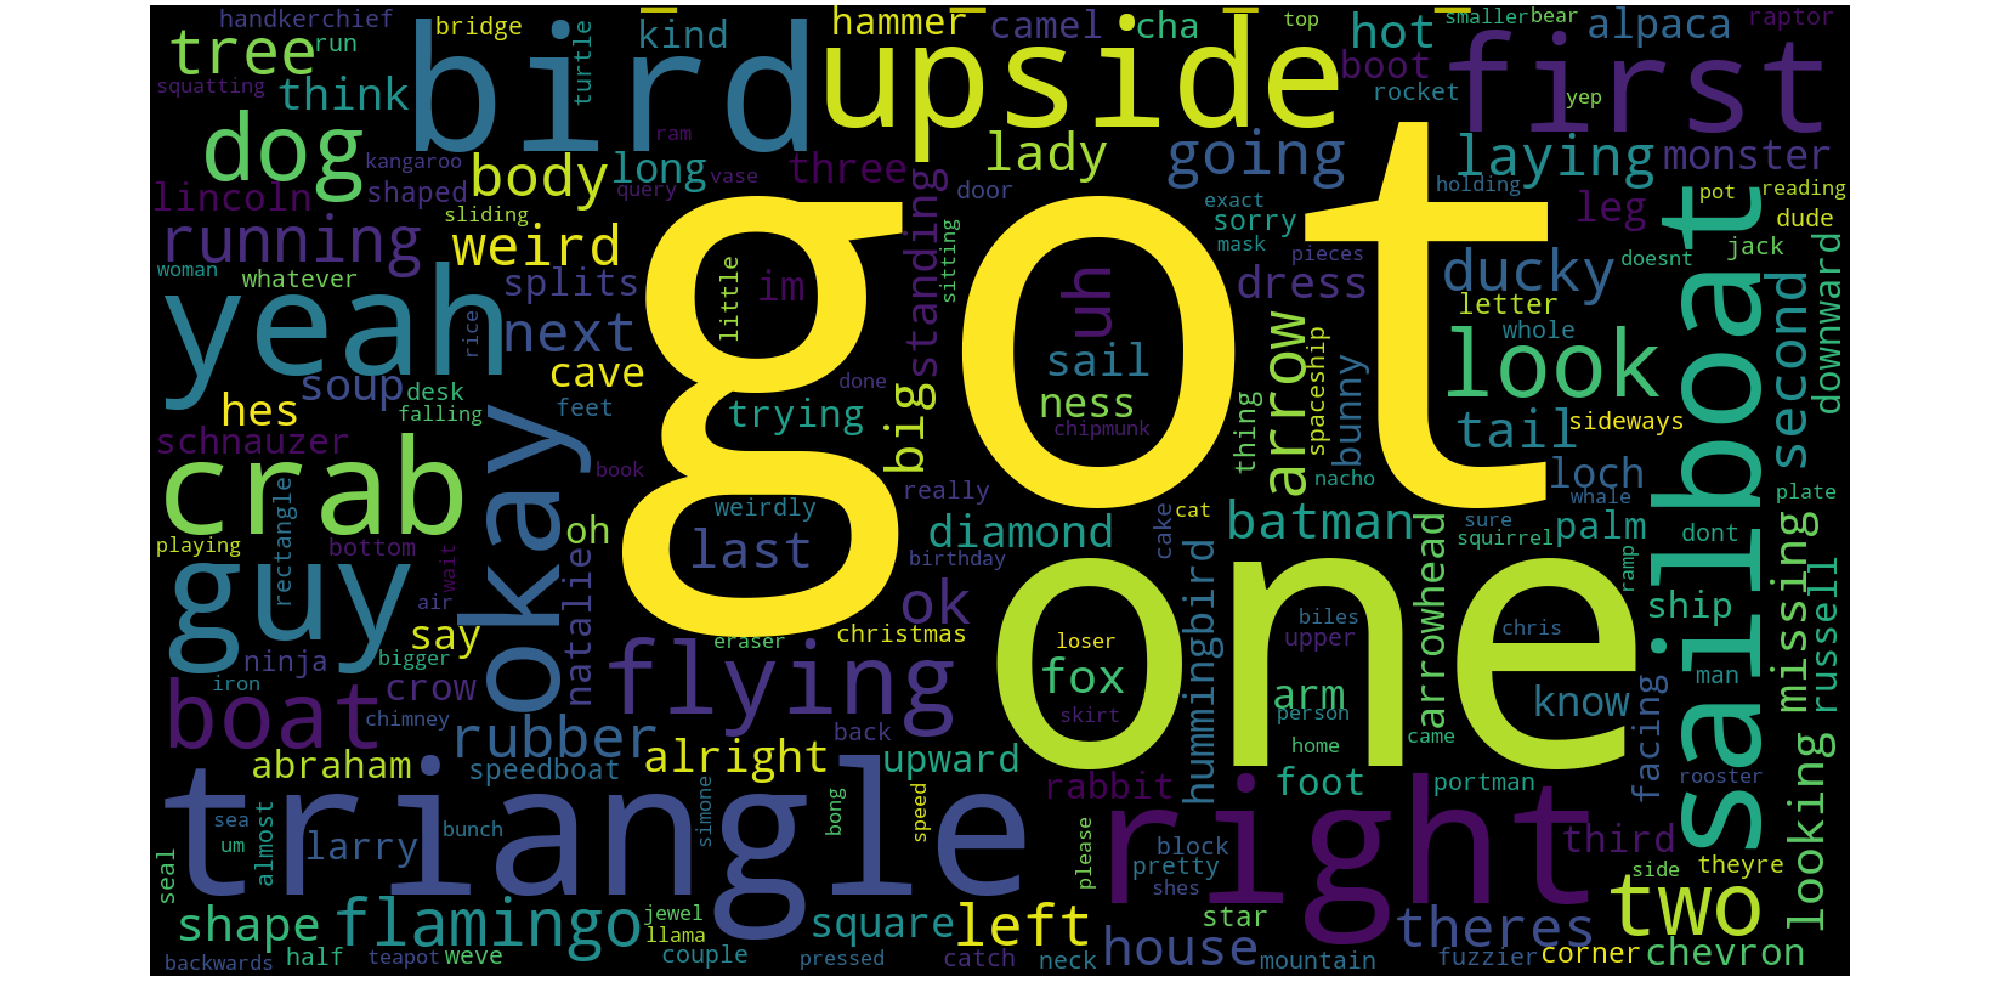 handkerchief
bridge
kind
hammer
camel
cha
top
hot
smaller
bear
alpaca
raptor
tree
run
bird
turtle
upside
boot
first
squatting
think
rocket
yep
dog
ram
kangaroo
body
long
three
lady
going
laying
monster
lincoln
shaped
query
vase
door
holding
leg
pot
reading
running
sliding
weird
standing
exact
sorry
mask
dude
woman
whatever
splits
little
im
sitting
uh
pieces
dress
ducky
doesnt
jack
downward
yeah
rice
next
got
sail
arrow
spaceship
letter
whole
look
sailboat
second
soup
desk
cave
done
ness
bunny
hes
falling
feet
trying
big
chipmunk
thing
tail
sideways
schnauzer
okay
book
really
nacho
loch
whale
plate
crab
rectangle
weirdly
diamond
cat
cake
batman
sure
palm
missing
playing
bottom
wait
oh
last
birthday
hummingbird
arrowhead
squirrel
dont
guy
air
natalie
ok
one
ramp
ship
russell
say
eraser
christmas
loser
biles
upper
chris
ninja
bigger
flying
fox
arm
man
iron
crow
skirt
person
know
facing
boat
chimney
rubber
back
home
came
looking
abraham
speedboat
alright
upward
rabbit
foot
portman
rooster
triangle
right
sea
um
almost
larry
bunch
simone
bong
speed
please
block
pretty
third
side
theyre
seal
shes
two
shape
flamingo
jewel
llama
square
left
star
theres
backwards
half
teapot
weve
couple
pressed
catch
neck
house
mountain
fuzzier
corner
chevron